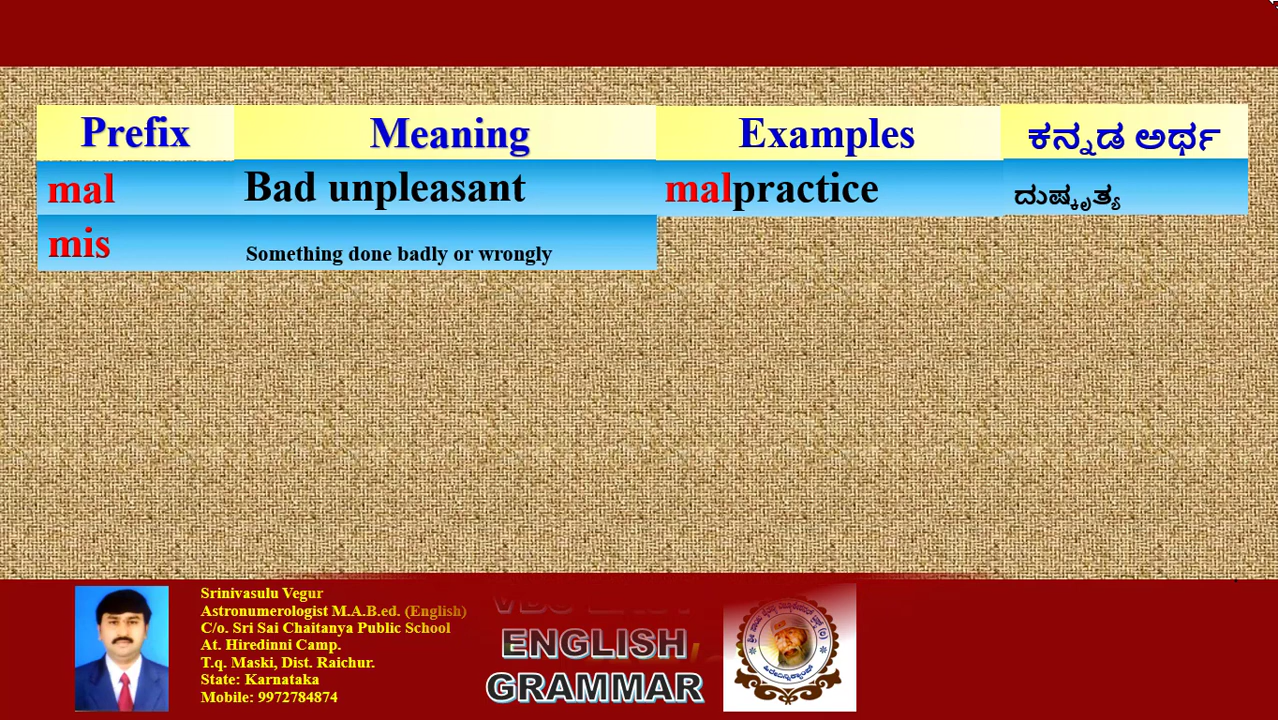 Prefix Meaning Examples ಕನ್ನಡ ಅರ್ಥ
mal Bad unpleasant malpractice ದುಷ್ಕೃತ್ಯ
mis Something done badly or wrongly
Srinivasulu Vegur
Astronumerologist M.A.B.ed. (English)
C/o. Sri Sai Chaitanya Public School
At. Hiredinni Camp.
T.q. Maski, Dist. Raichur.
State: Karnataka
Mobile: 9972784874
ENGLISH
GRAMMAR